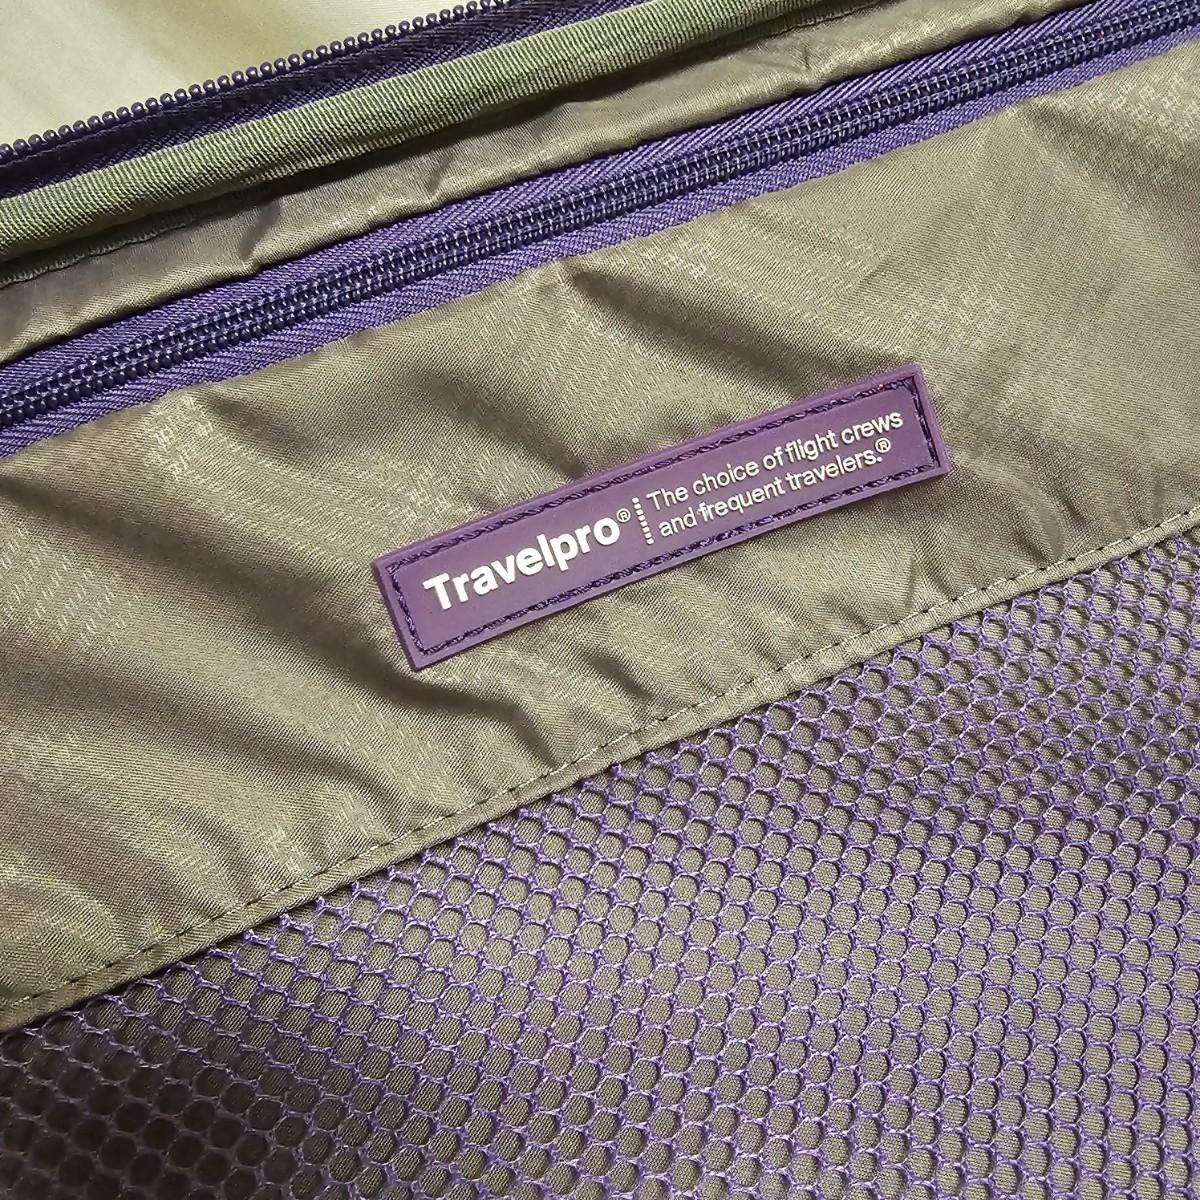 Travelpro®
The choice of flight crews
and frequent travelers.®